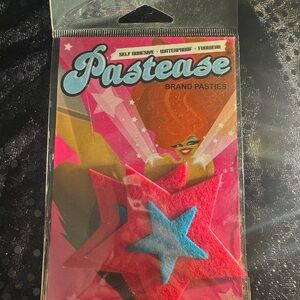 SELF ADHESIVE • WATERPROOF • FUNWEAR
Pastease
BRAND PASTIES